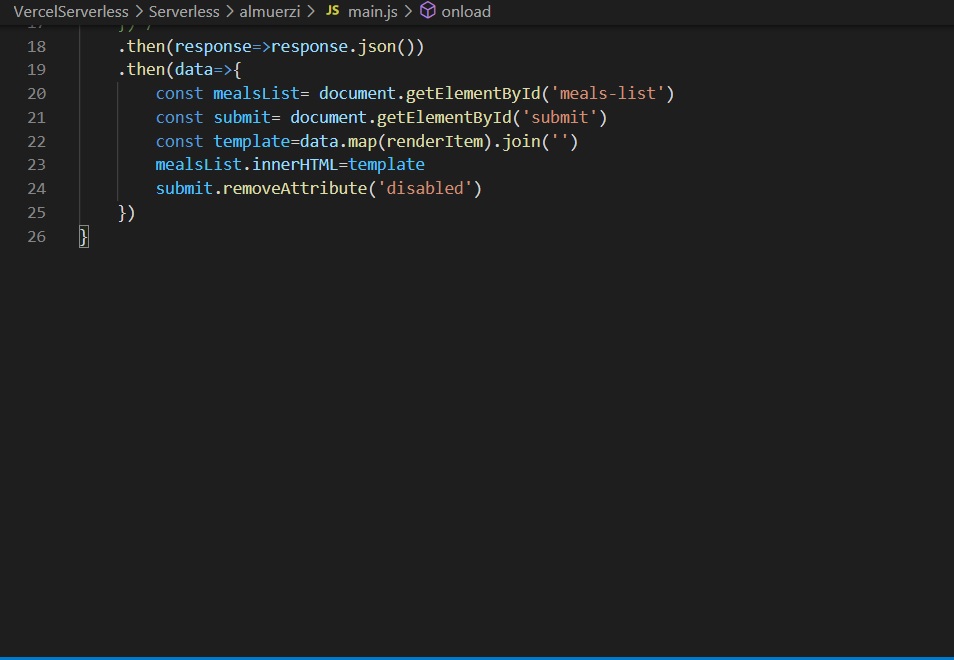 VercelServerless > Serverless > almuerzi > JS main.js > onload
18 .then(response=>response.json())
19 .then(data=>{
20 const mealsList= document.getElementById('meals-list')
21 const submit= document.getElementById('submit')
22 const template=data.map(renderItem).join('')
23 mealsList.innerHTML=template
24 submit.removeAttribute('disabled')
25 })
26 }